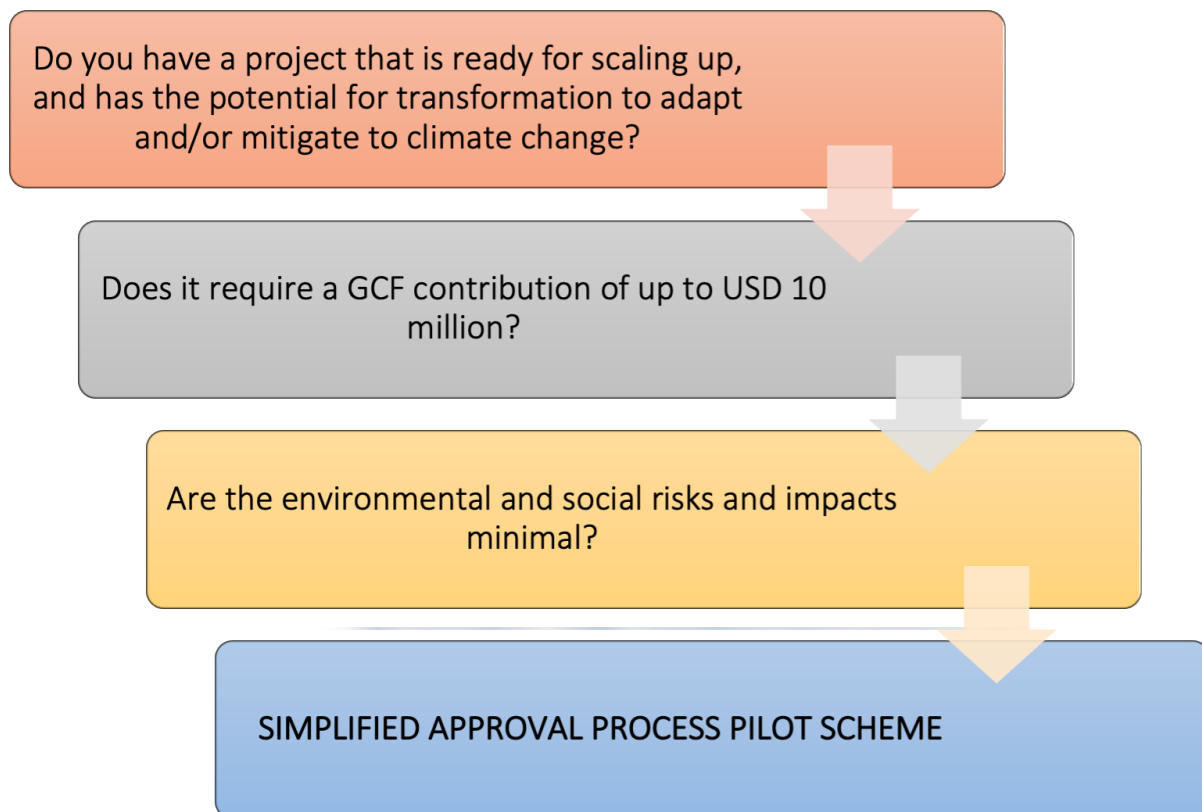 Do you have a project that is ready for scaling up,
and has the potential for transformation to adapt
and/or mitigate to climate change?
Does it require a GCF contribution of up to USD 10
million?
Are the environmental and social risks and impacts
minimal?
SIMPLIFIED APPROVAL PROCESS PILOT SCHEME